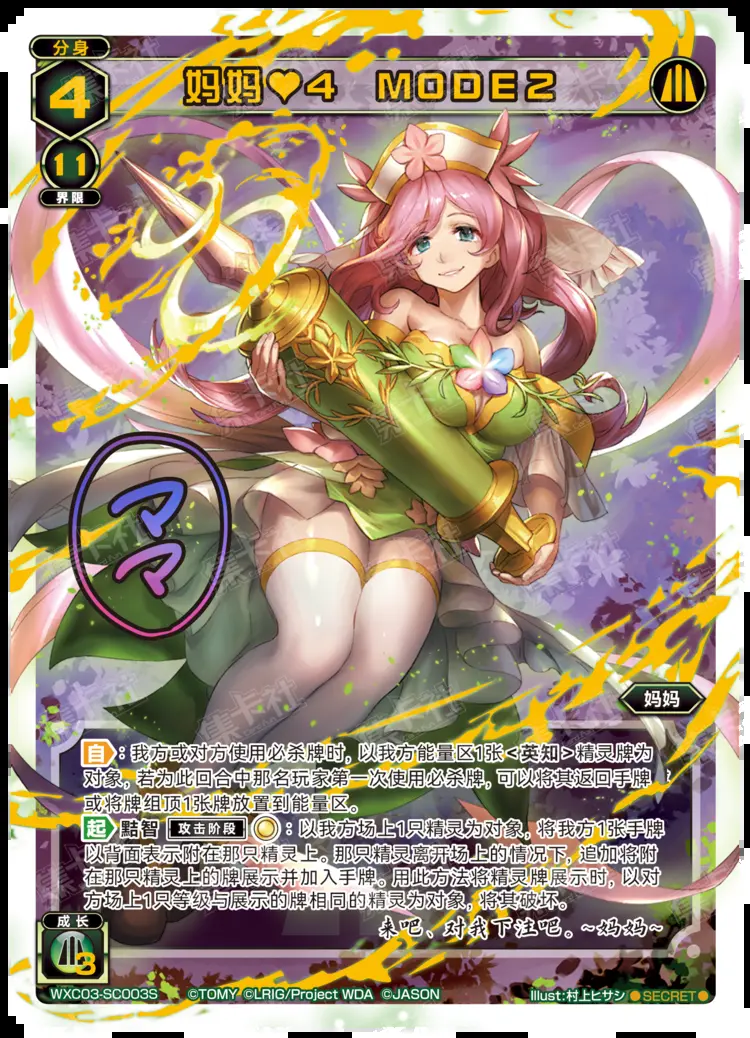 分身
4
妈妈♥4 MODE2
11
界限
ママ
妈妈
自：我方或对方使用必杀牌时，以我方能量区1张<英知>精灵牌为
对象，若为此回合中那名玩家第一次使用必杀牌，可以将其返回手牌
或将牌组顶1张牌放置到能量区。
起 點智 攻击阶段 ：以我方场上1只精灵为对象，将我方1张手牌
以背面表示附在那只精灵上。那只精灵离开场上的情况下，追加将附
在那只精灵上的牌展示并加入手牌。用此方法将精灵牌展示时，以对
方场上1只等级与展示的牌相同的精灵为对象，将其破坏。
来吧、对我下注吧。~妈妈~
成长
3
WXC03-SC003S ©TOMY ©LRIG/Project WDA ©JASON Illust:村上ヒサシ ●SECRET●
集卡社